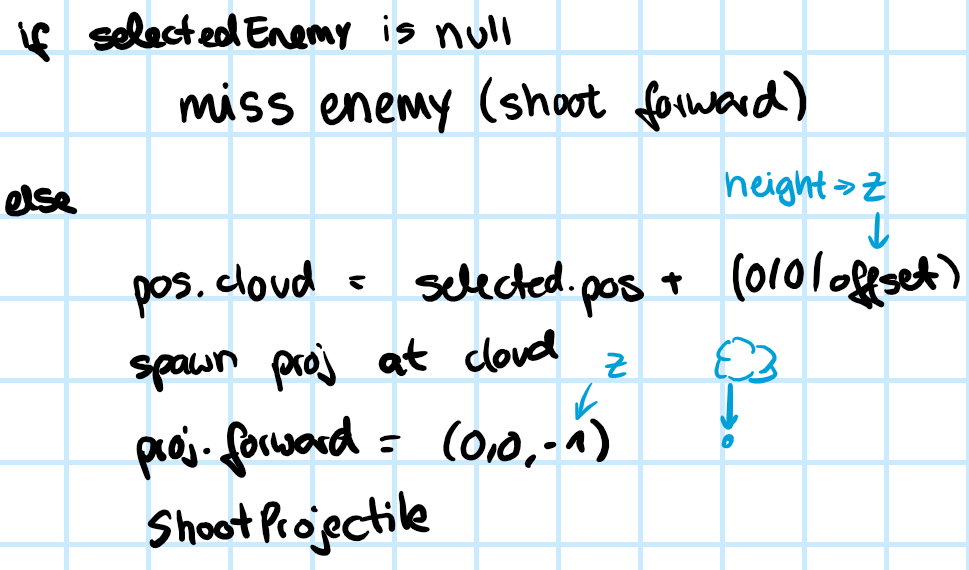 if selectedEnemy is null
miss enemy (shoot forward)
else
height → z
pos.cloud = selected.pos + (0/0/offset)
spawn proj at cloud
z
proj.forward = (0,0,-1)
ShootProjectile